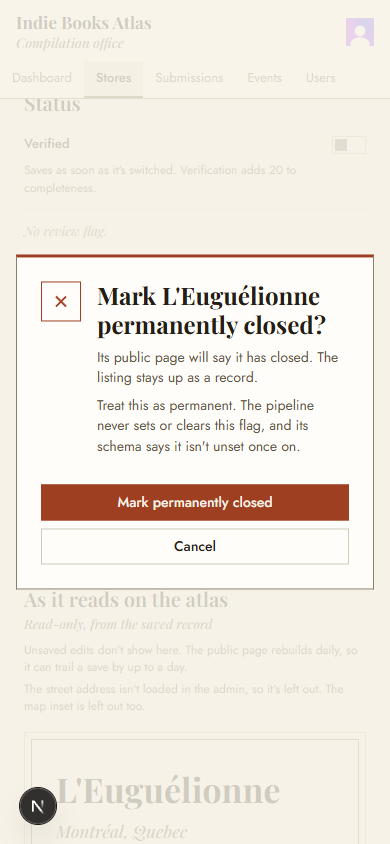 Indie Books Atlas
Compilation office
Dashboard Stores Submissions Events Users
Status
Verified
Saves as soon as it's switched. Verification adds 20 to
completeness.
No review flag.
Mark L'Euguélionne
permanently closed?
Its public page will say it has closed. The
listing stays up as a record.
Treat this as permanent. The pipeline
never sets or clears this flag, and its
schema says it isn't unset once on.
Mark permanently closed
Cancel
As it reads on the atlas
Read-only, from the saved record
Unsaved edits don't show here. The public page rebuilds daily, so
it can trail a save by up to a day.
The street address isn't loaded in the admin, so it's left out. The
map inset is left out too.
L'Euguélionne
Montréal, Quebec
N